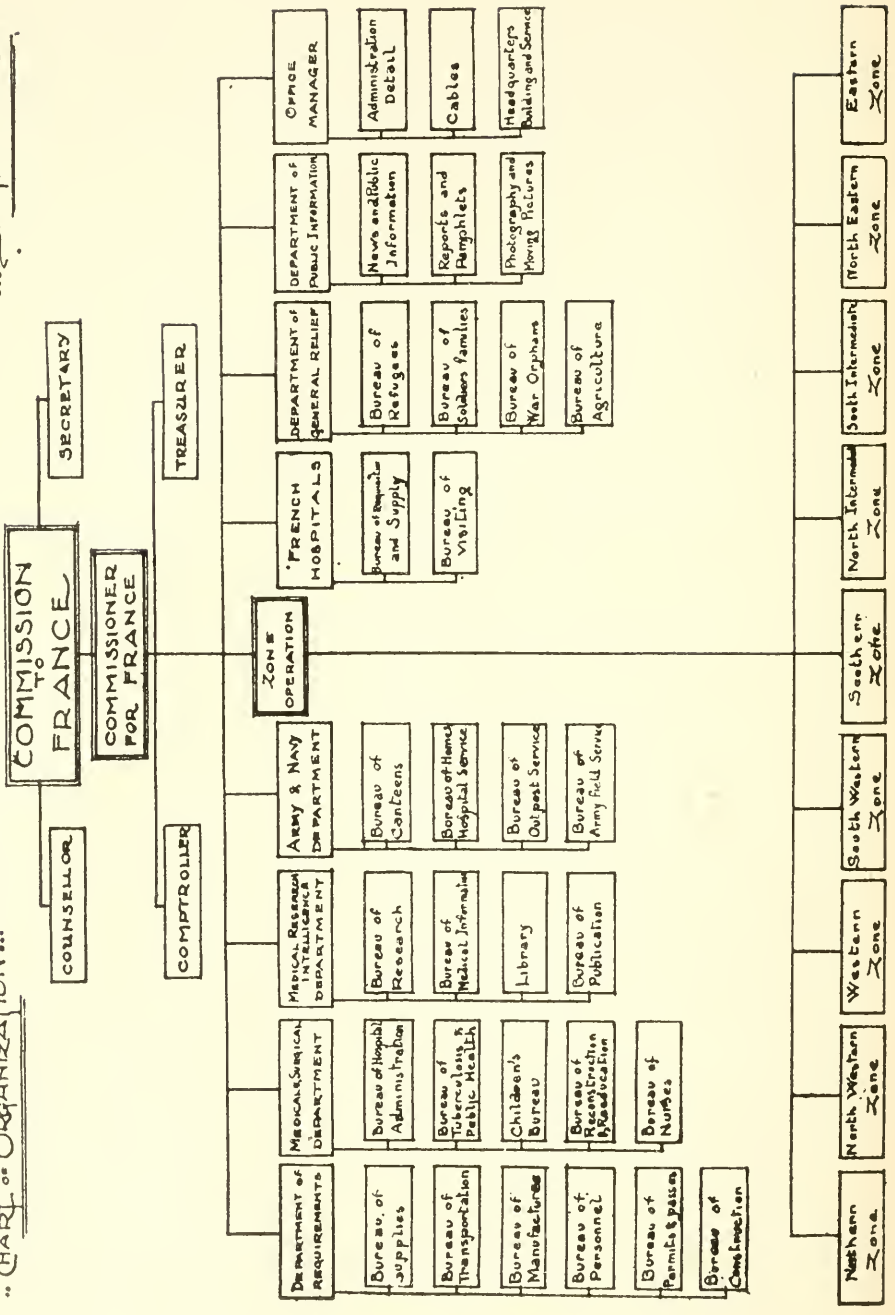 CHART OF ORGANIZATION
COMMISSION
TO
FRANCE
COUNSELLOR
SECRETARY
COMMISSIONER
FOR FRANCE
COMPTROLLER
TREASURER
DEPARTMENT of
REQUIREMENTS
Bureau of
Supplies
Bureau of
Transportation
Bureau of
Manufactures
Bureau of
Personnel
Bureau of
Permits & passes
Bureau of
Construction
MEDICAL & SURGICAL
DEPARTMENT
Bureau of Hospital
Administration
Bureau of
Tuberculosis &
Public Health
Children's
Bureau
Bureau of
Reconstruction
& Reeducation
Bureau of
Nurses
MEDICAL RESEARCH
INTELLIGENCE
DEPARTMENT
Bureau of
Research
Bureau of
Medical Information
Library
Bureau of
Publication
ARMY & NAVY
DEPARTMENT
Bureau of
Canteens
Bureau of Home
Hospital Service
Bureau of
Outpost Service
Bureau of
Army Field Service
ZONE
OPERATION
FRENCH
HOSPITALS
Bureau of
and Supply
Bureau of
Visiting
DEPARTMENT of
GENERAL RELIEF
Bureau of
Refugees
Bureau of
Soldiers families
Bureau of
War Orphans
Bureau of
Agriculture
DEPARTMENT of
PUBLIC INFORMATION
News and Public
Information
Reports and
Pamphlets
Photography and
Moving Pictures
OFFICE
MANAGER
Administration
Detail
Cables
Headquarters
Building and Service
Northern
Zone
North Western
Zone
Western
Zone
South Western
Zone
Southern
Zone
North Intermed
Zone
South Intermediate
Zone
North Eastern
Zone
Eastern
Zone